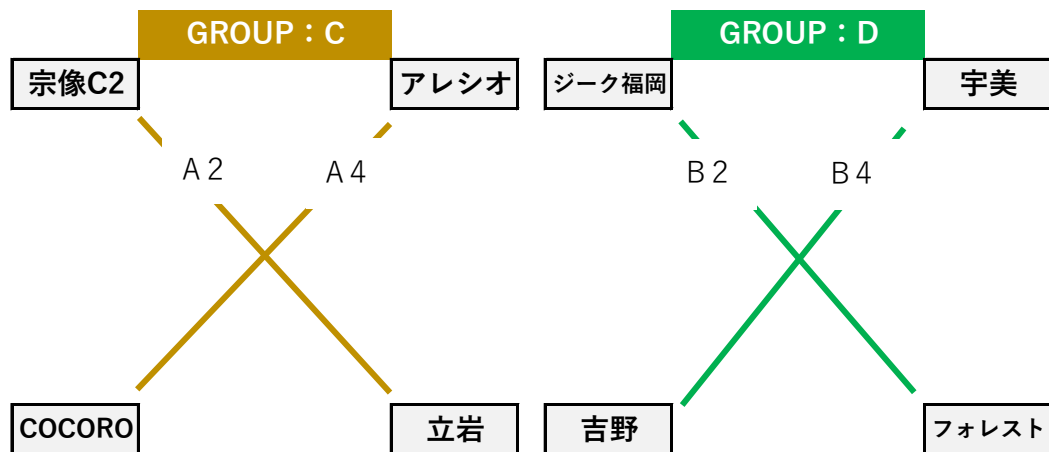 GROUP：C
宗像C2
アレシオ
Ａ２
Ａ４
COCORO
立岩
GROUP：D
ジーク福岡
宇美
Ｂ２
Ｂ４
吉野
フォレスト